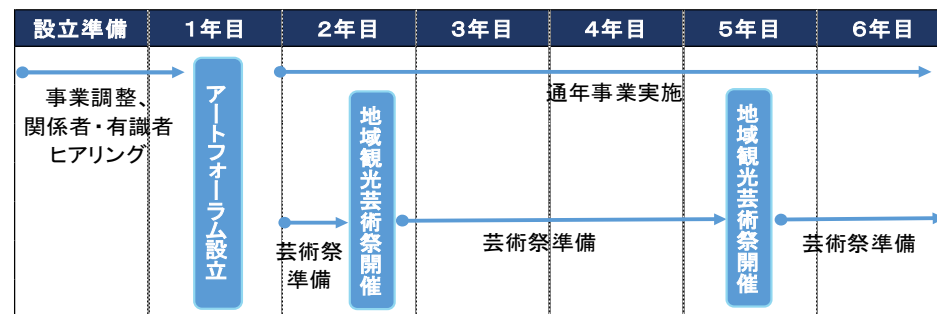 設立準備 1年目 2年目 3年目 4年目 5年目 6年目
事業調整、
関係者・有識者
ヒアリング
アートフォーラム設立
通年事業実施
芸術祭
準備
地域観光芸術祭開催
芸術祭準備
地域観光芸術祭開催
芸術祭準備